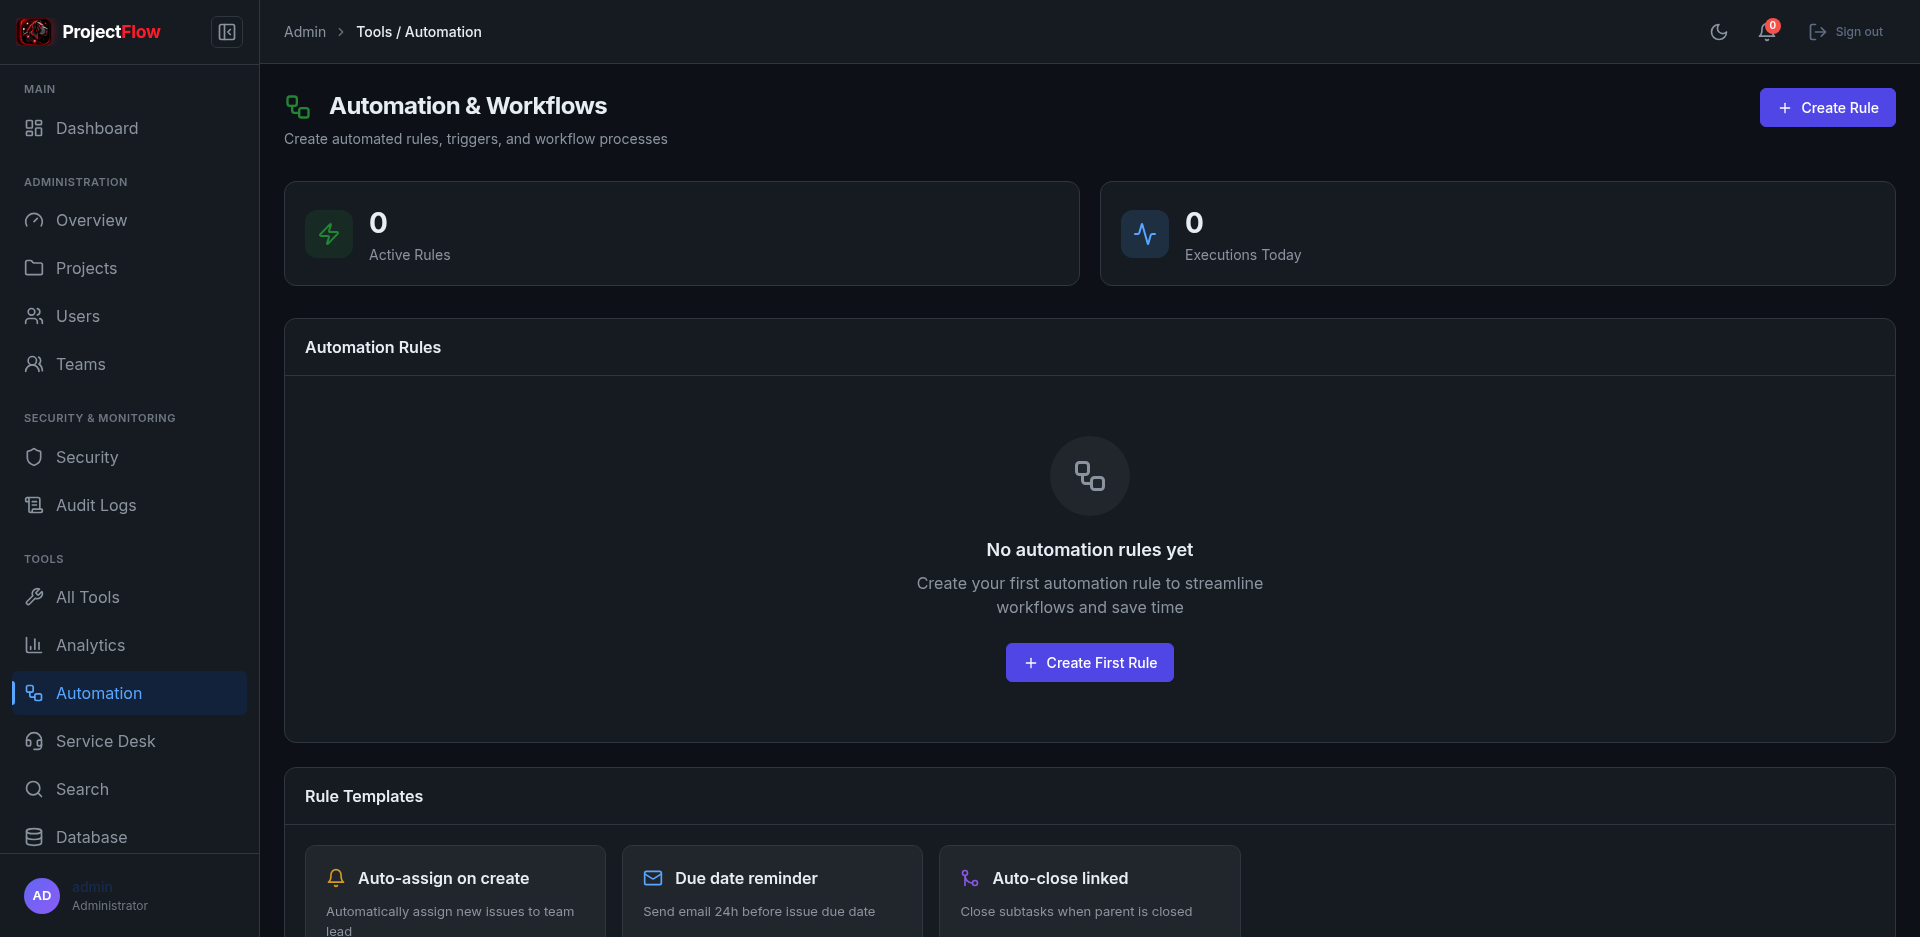 ProjectFlow
Admin
Tools / Automation
0
Sign out
MAIN
Dashboard
ADMINISTRATION
Overview
Projects
Users
Teams
SECURITY & MONITORING
Security
Audit Logs
TOOLS
All Tools
Analytics
Automation
Service Desk
Search
Database
AD
admin
Administrator
Automation & Workflows
Create automated rules, triggers, and workflow processes
Create Rule
0
Active Rules
0
Executions Today
Automation Rules
No automation rules yet
Create your first automation rule to streamline
workflows and save time
Create First Rule
Rule Templates
Auto-assign on create
Automatically assign new issues to team
lead
Due date reminder
Send email 24h before issue due date
Auto-close linked
Close subtasks when parent is closed